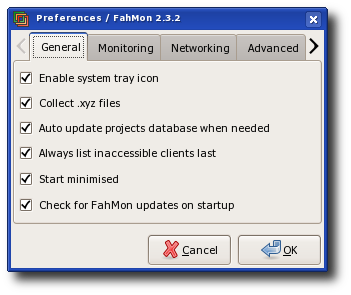 Preferences / FahMon 2.3.2
General Monitoring Networking Advanced
Enable system tray icon
Collect .xyz files
Auto update projects database when needed
Always list inaccessible clients last
Start minimised
Check for FahMon updates on startup
Cancel OK